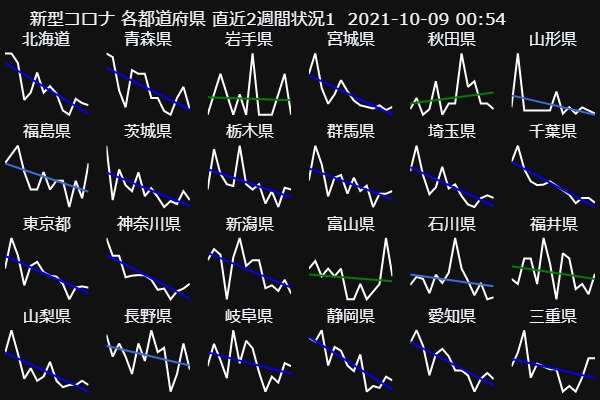 新型コロナ 各都道府県 直近2週間状況1 2021-10-09 00:54
北海道 青森県 岩手県 宮城県 秋田県 山形県
福島県 茨城県 栃木県 群馬県 埼玉県 千葉県
東京都 神奈川県 新潟県 富山県 石川県 福井県
山梨県 長野県 岐阜県 静岡県 愛知県 三重県